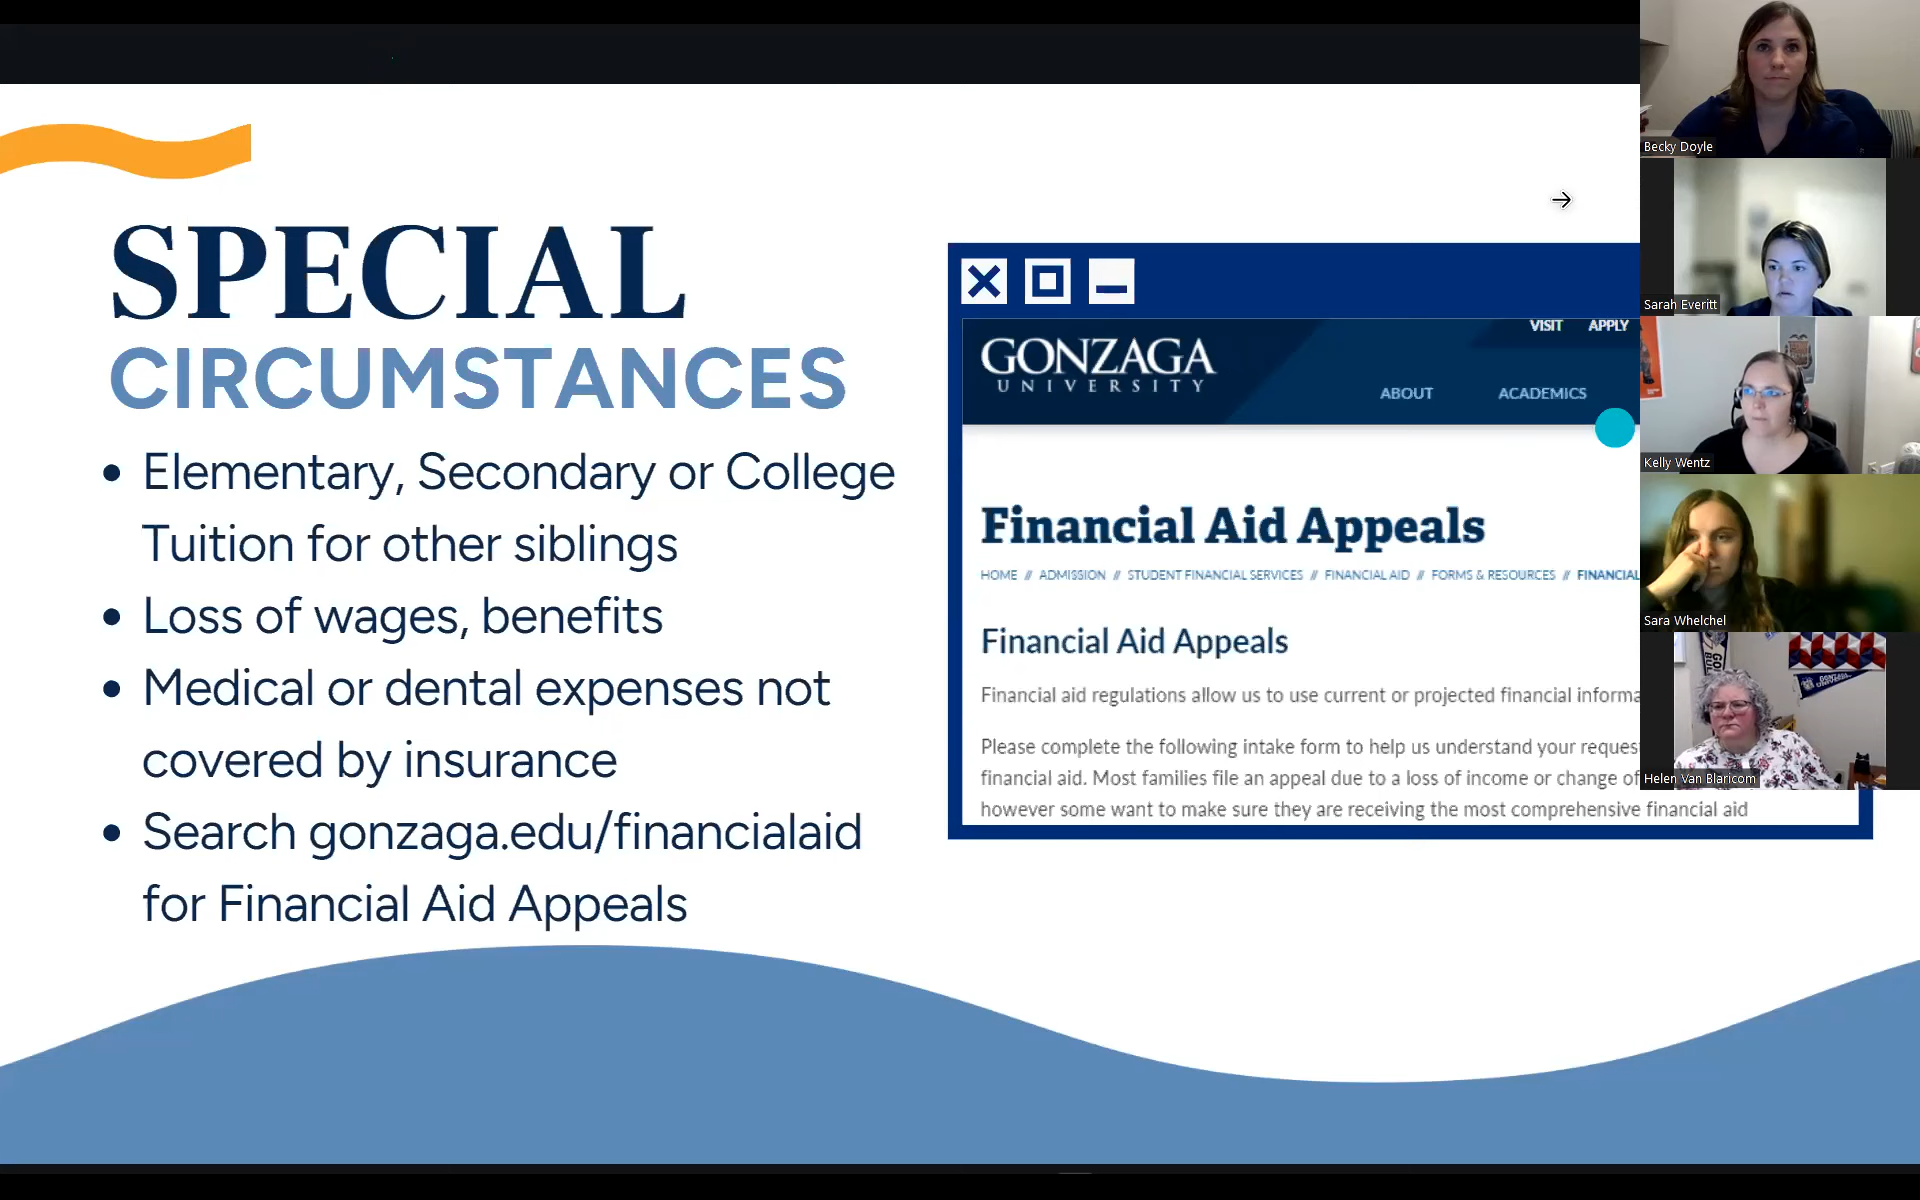 SPECIAL
CIRCUMSTANCES
• Elementary, Secondary or College
Tuition for other siblings
• Loss of wages, benefits
• Medical or dental expenses not
covered by insurance
• Search gonzaga.edu/financialaid
for Financial Aid Appeals
VISIT APPLY
GONZAGA
UNIVERSITY
ABOUT ACADEMICS
Financial Aid Appeals
HOME // ADMISSION // STUDENT FINANCIAL SERVICES // FINANCIAL AID // FORMS & RESOURCES // FINANCIAL
Financial Aid Appeals
Financial aid regulations allow us to use current or projected financial informa
Please complete the following intake form to help us understand your reques
financial aid. Most families file an appeal due to a loss of income or change of
however some want to make sure they are receiving the most comprehensive financial aid
Becky Doyle
Sarah Everitt
Kelly Wentz
Sara Whelchel
Helen Van Blaricom